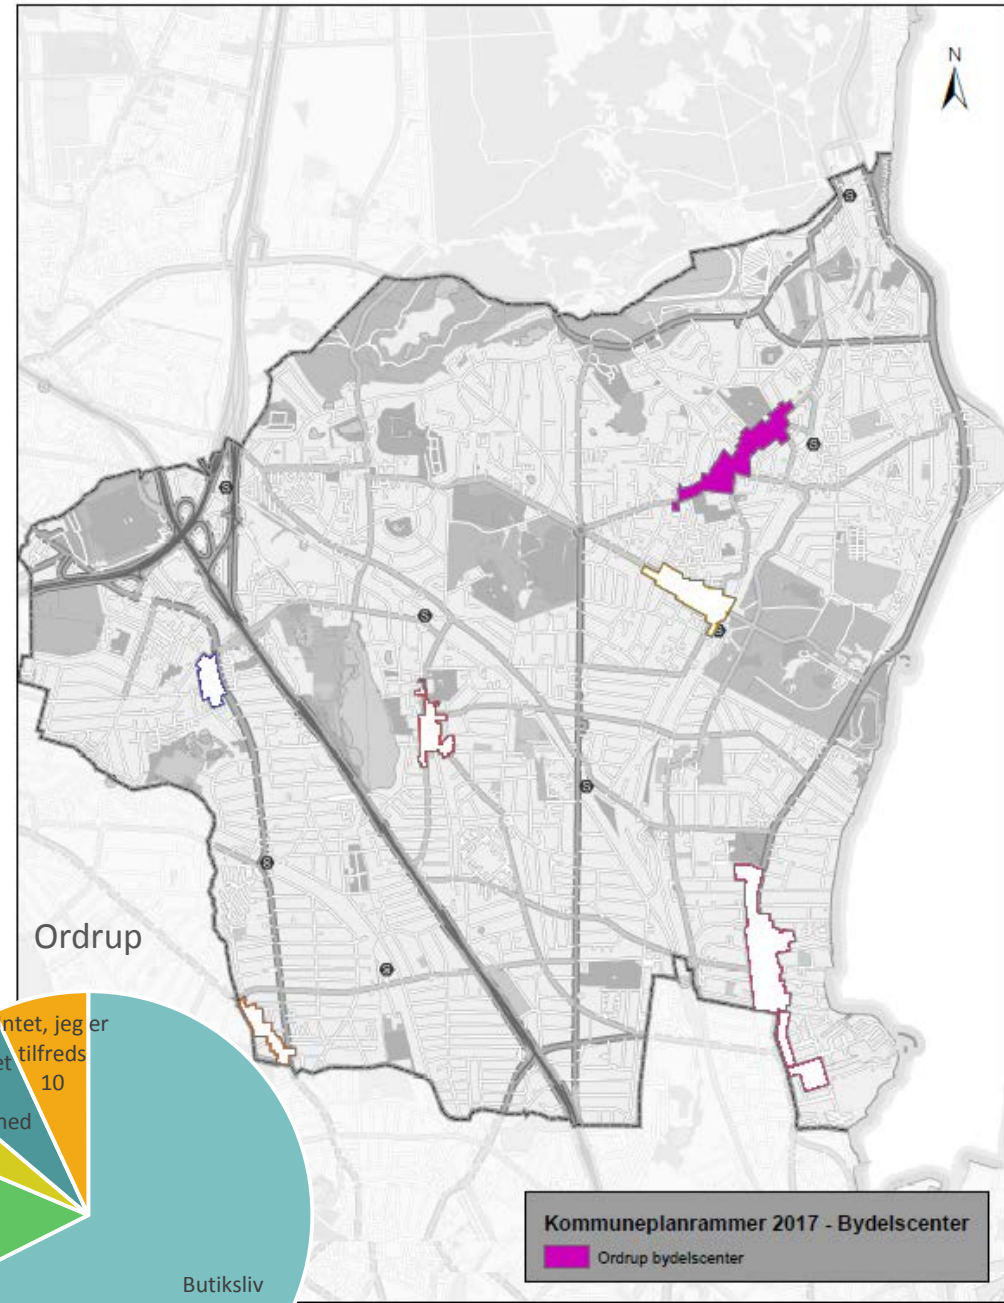 N
Ordrup
ntet, jeg er
et tilfreds
10
ned
Butiksliv
Kommuneplanrammer 2017 - Bydelscenter
Ordrup bydelscenter